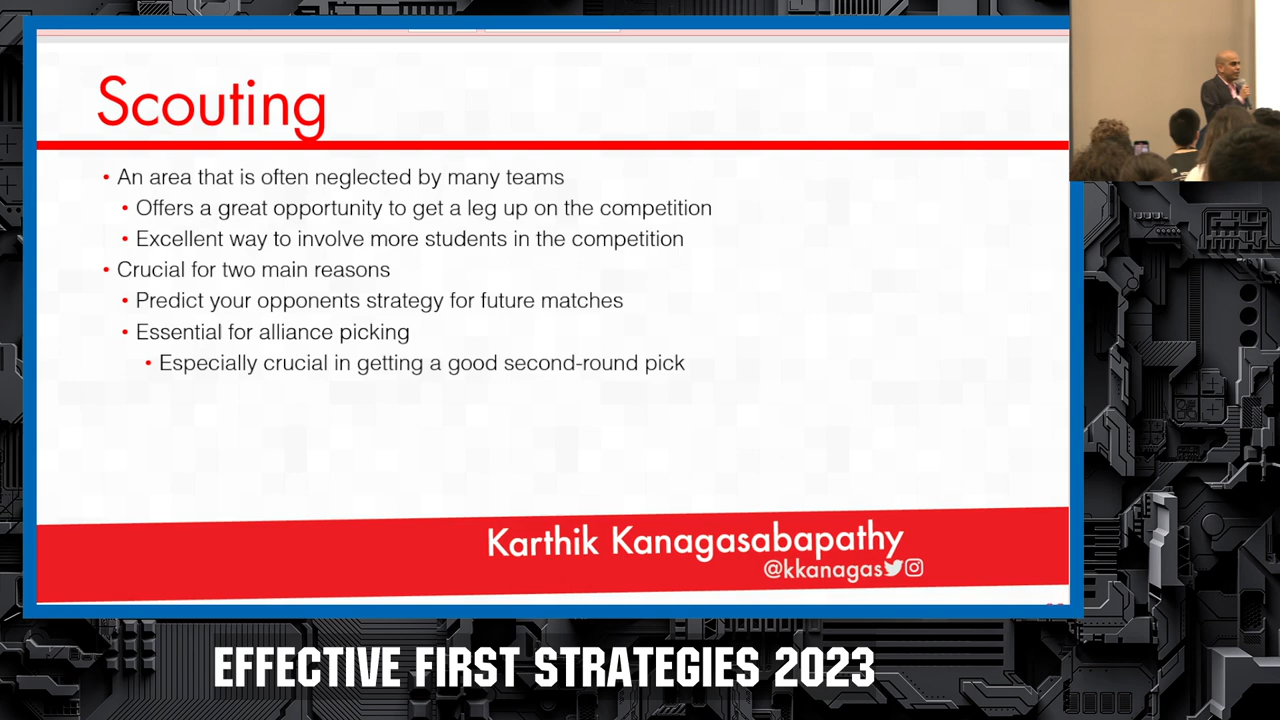 Scouting
• An area that is often neglected by many teams
• Offers a great opportunity to get a leg up on the competition
• Excellent way to involve more students in the competition
• Crucial for two main reasons
• Predict your opponents strategy for future matches
• Essential for alliance picking
• Especially crucial in getting a good second-round pick
Karthik Kanagasabapathy
@kkanagas
EFFECTIVE FIRST STRATEGIES 2023